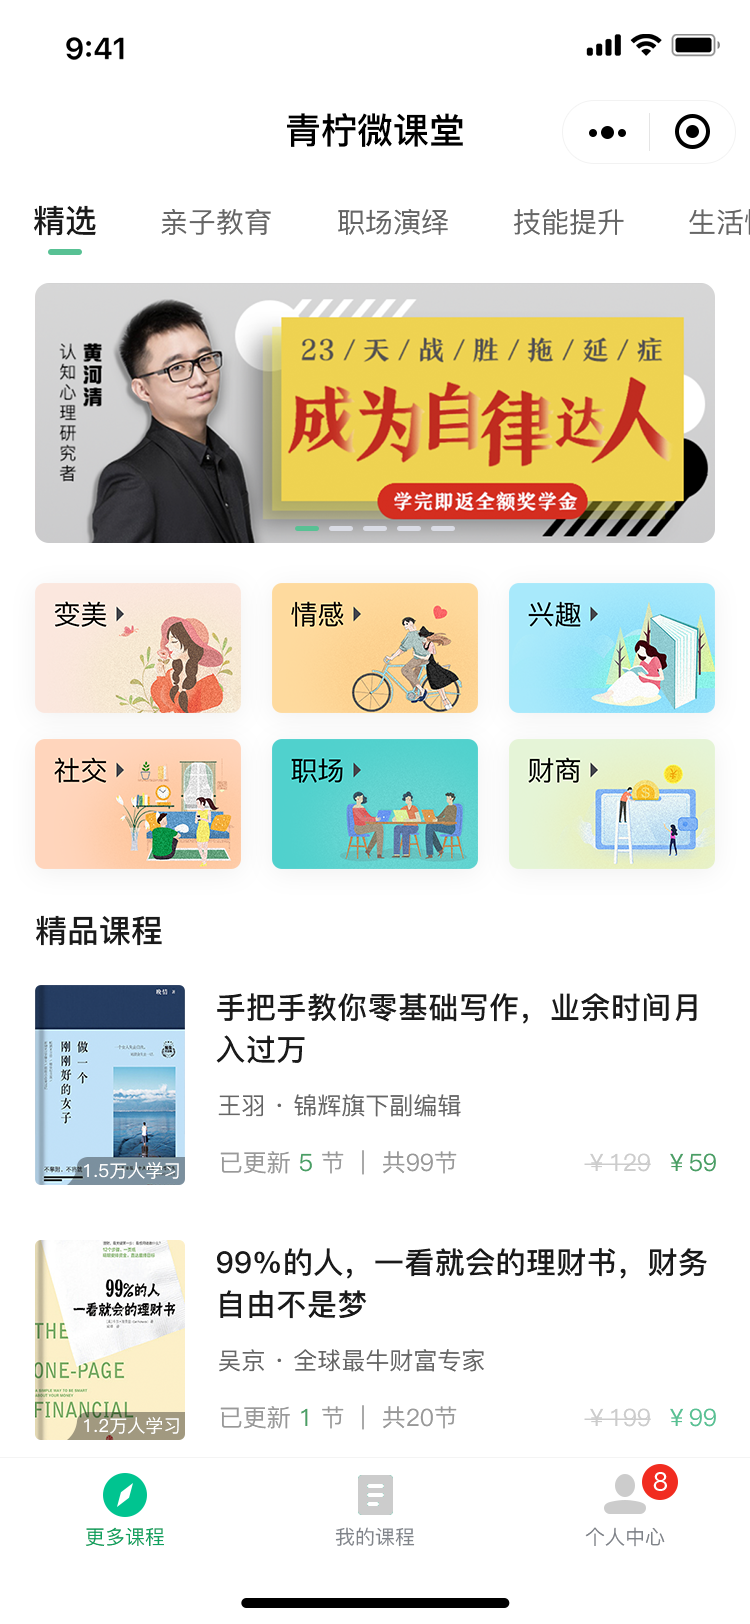 9:41
青柠微课堂
精选
亲子教育
职场演绎
技能提升
生活
黄河清
认知心理研究者
23/天/战/胜/拖/延/症
成为自律达人
学完即返全额奖学金
变美
情感
兴趣
社交
职场
财商
精品课程
做一个
刚刚好的女子
1.5万人学习
手把手教你零基础写作，业余时间月
入过万
王羽 · 锦辉旗下副编辑
已更新 5 节 | 共99节
¥129
¥59
99%的人
一看就会的理财书
THE
ONE-PAGE
FINANCIAL
1.2万人学习
99%的人，一看就会的理财书，财务
自由不是梦
吴京 · 全球最牛财富专家
已更新 1 节 | 共20节
¥199
¥99
更多课程
我的课程
8
个人中心